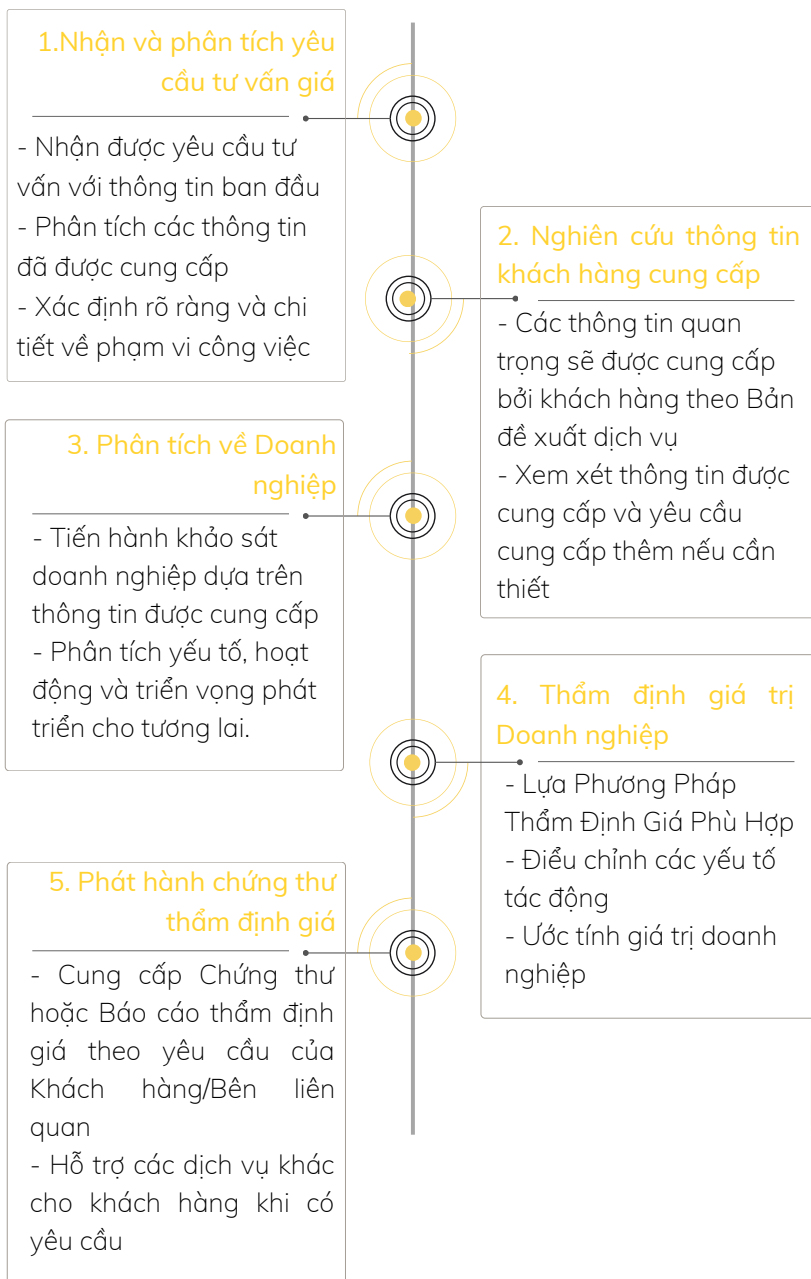 1.Nhận và phân tích yêu
cầu tư vấn giá
- Nhận được yêu cầu tư
vấn với thông tin ban đầu
- Phân tích các thông tin
đã được cung cấp
- Xác định rõ ràng và chi
tiết về phạm vi công việc
2. Nghiên cứu thông tin
khách hàng cung cấp
- Các thông tin quan
trọng sẽ được cung cấp
bởi khách hàng theo Bản
đề xuất dịch vụ
- Xem xét thông tin được
cung cấp và yêu cầu
cung cấp thêm nếu cần
thiết
3. Phân tích về Doanh
nghiệp
- Tiến hành khảo sát
doanh nghiệp dựa trên
thông tin được cung cấp
- Phân tích yếu tố, hoạt
động và triển vọng phát
triển cho tương lai.
4. Thẩm định giá trị
Doanh nghiệp
- Lựa Phương Pháp
Thẩm Định Giá Phù Hợp
- Điểu chỉnh các yếu tố
tác động
- Ước tính giá trị doanh
nghiệp
5. Phát hành chứng thư
thẩm định giá
- Cung cấp Chứng thư
hoặc Báo cáo thẩm định
giá theo yêu cầu của
Khách hàng/Bên liên
quan
- Hỗ trợ các dịch vụ khác
cho khách hàng khi có
yêu cầu